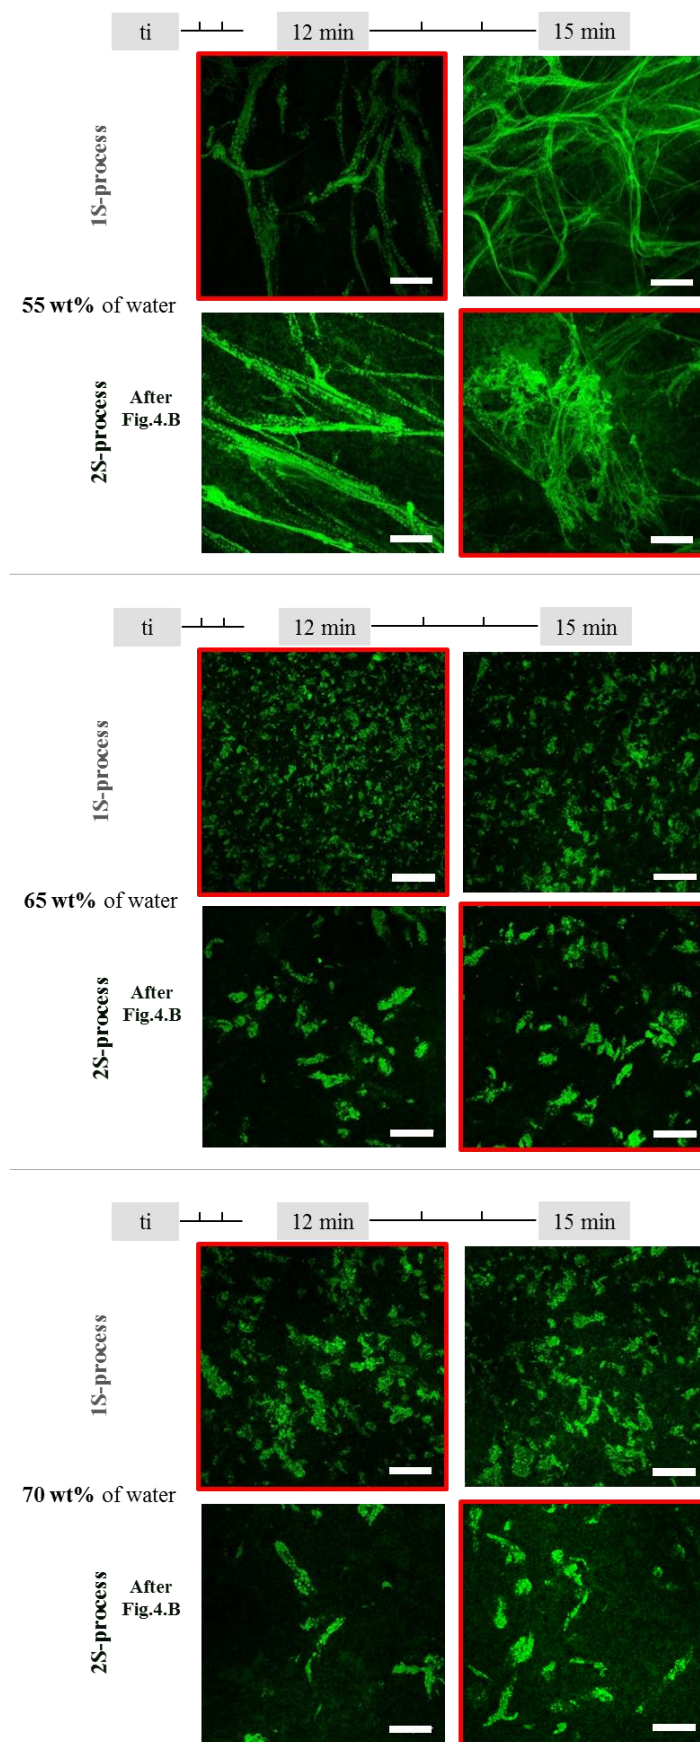 ti
12 min
15 min
1S-process
55 wt% of water
2S-process
After
Fig.4.B
ti
12 min
15 min
1S-process
65 wt% of water
2S-process
After
Fig.4.B
ti
12 min
15 min
1S-process
70 wt% of water
2S-process
After
Fig.4.B